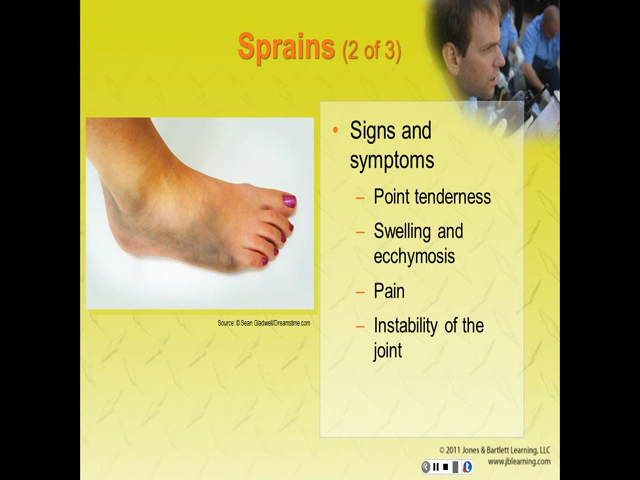 Sprains (2 of 3)
• Signs and
symptoms
– Point tenderness
– Swelling and
ecchymosis
– Pain
– Instability of the
joint
Source: © Sean Gladwell/Dreamstime.com
© 2011 Jones & Bartlett Learning, LLC
www.jblearning.com